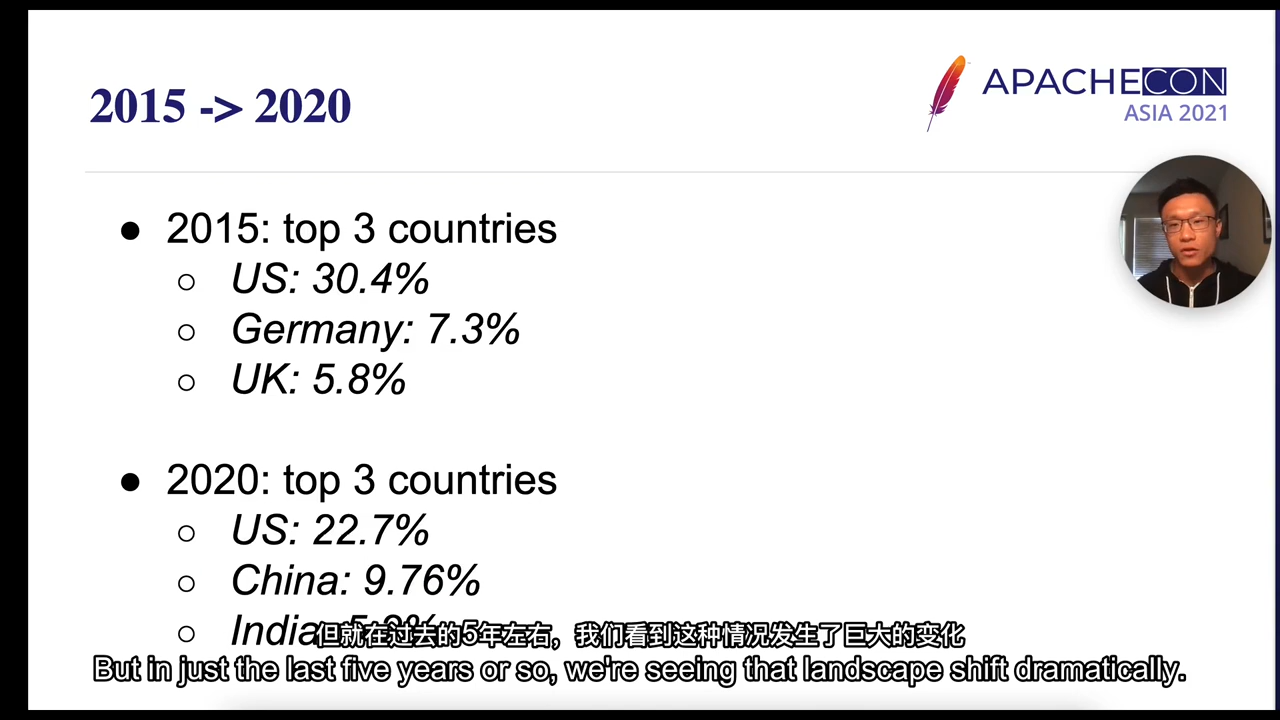 2015 -> 2020
APACHECON
ASIA 2021
● 2015: top 3 countries
○ US: 30.4%
○ Germany: 7.3%
○ UK: 5.8%
● 2020: top 3 countries
○ US: 22.7%
○ China: 9.76%
○ India
但就在过去的5年左右，我们看到这种情况发生了巨大的变化
But in just the last five years or so, we're seeing that landscape shift dramatically.